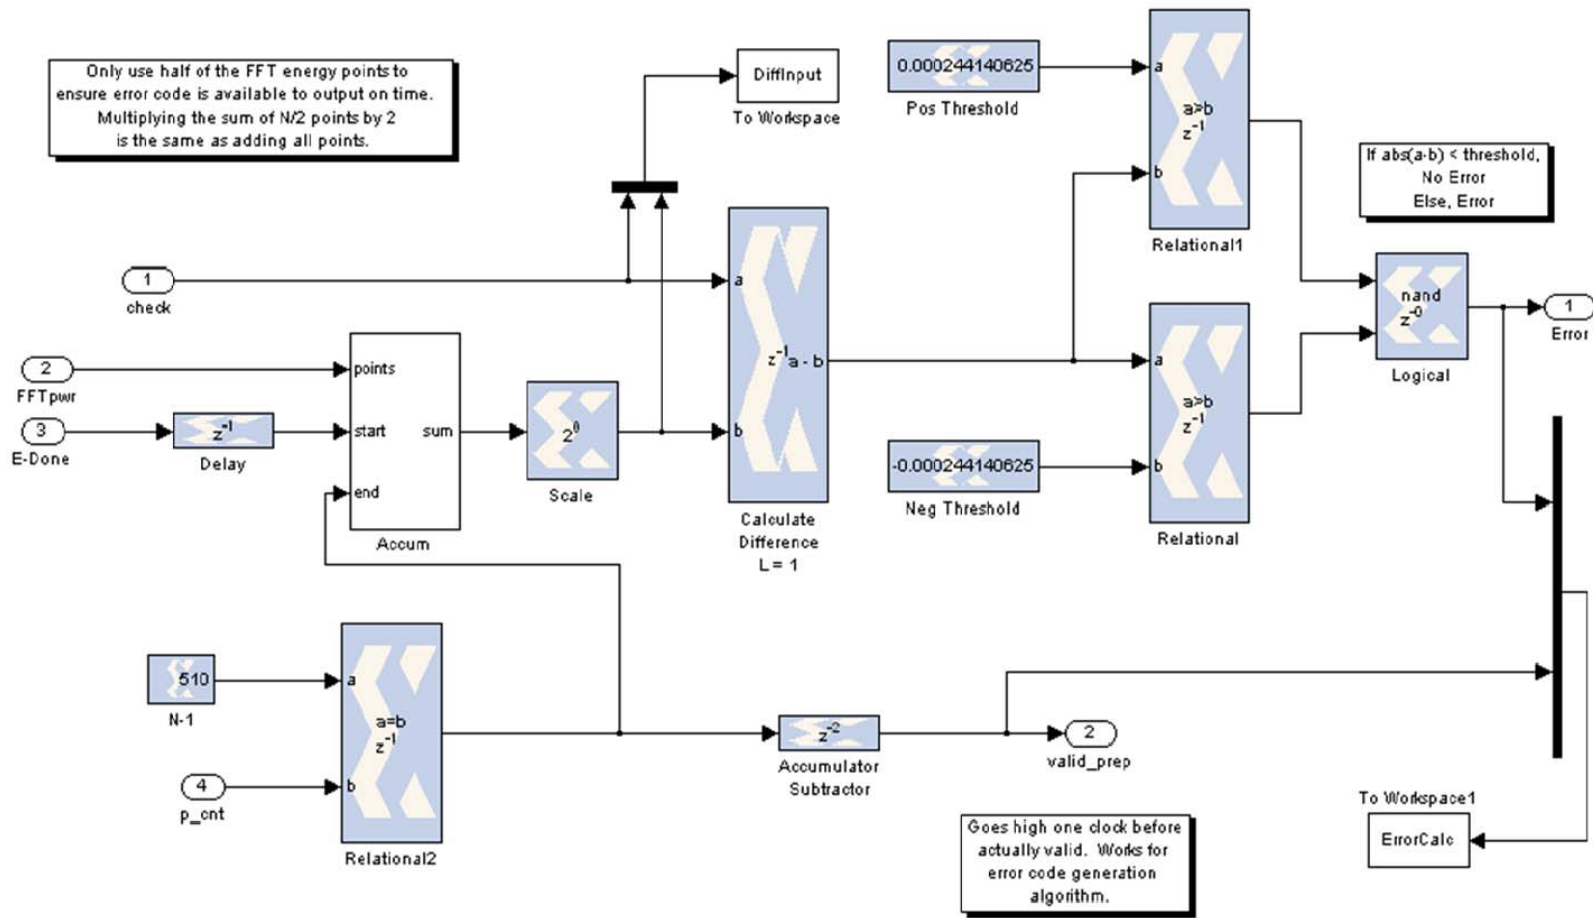 Only use half of the FFT energy points to
ensure error code is available to output on time.
Multiplying the sum of N/2 points by 2
is the same as adding all points.
DiffInput
To Workspace
0.000244140625
Pos Threshold
a
a>b
z-1
b
Relational1
If abs(a-b) < threshold,
No Error
Else, Error
1
check
a
z-1 a - b
b
Calculate
Difference
L = 1
nand
z-0
Logical
1
Error
2
FFTpwr
3
E-Done
z-1
Delay
points
start
sum
end
Accum
20
Scale
a
a>b
z-1
b
Relational
-0.000244140625
Neg Threshold
510
N-1
4
p_cnt
a
a=b
z-1
b
Relational2
z-2
Accumulator
Subtractor
2
valid_prep
Goes high one clock before
actually valid. Works for
error code generation
algorithm.
To Workspace1
ErrorCalc